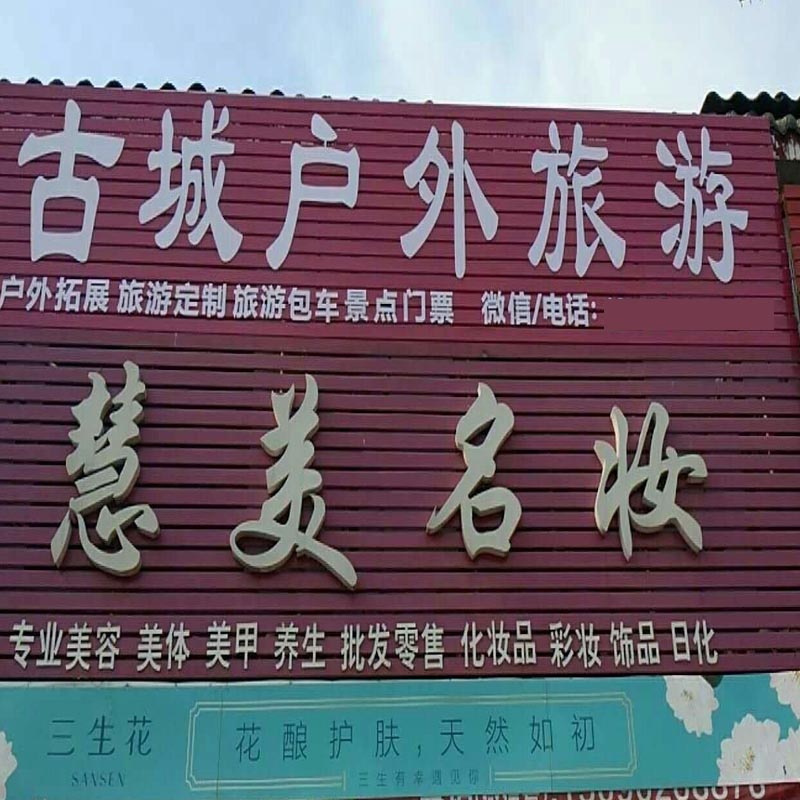 古城户外旅游
户外拓展 旅游定制 旅游包车景点门票 微信/电话:
慧美名妆
专业美容 美体 美甲 养生 批发零售 化妆品 彩妆 饰品 日化
三生花 花酿护肤,天然如初
SANSEN 三生有幸遇见你